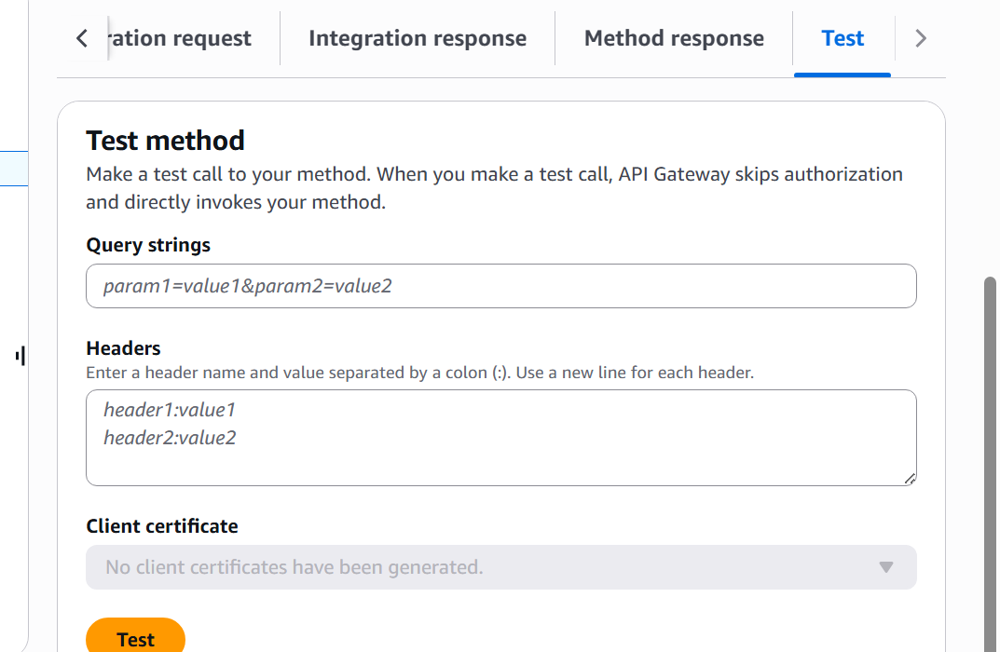 ration request
Integration response
Method response
Test
Test method
Make a test call to your method. When you make a test call, API Gateway skips authorization
and directly invokes your method.
Query strings
param1=value1&param2=value2
Headers
Enter a header name and value separated by a colon (:). Use a new line for each header.
header1:value1
header2:value2
Client certificate
No client certificates have been generated.
Test